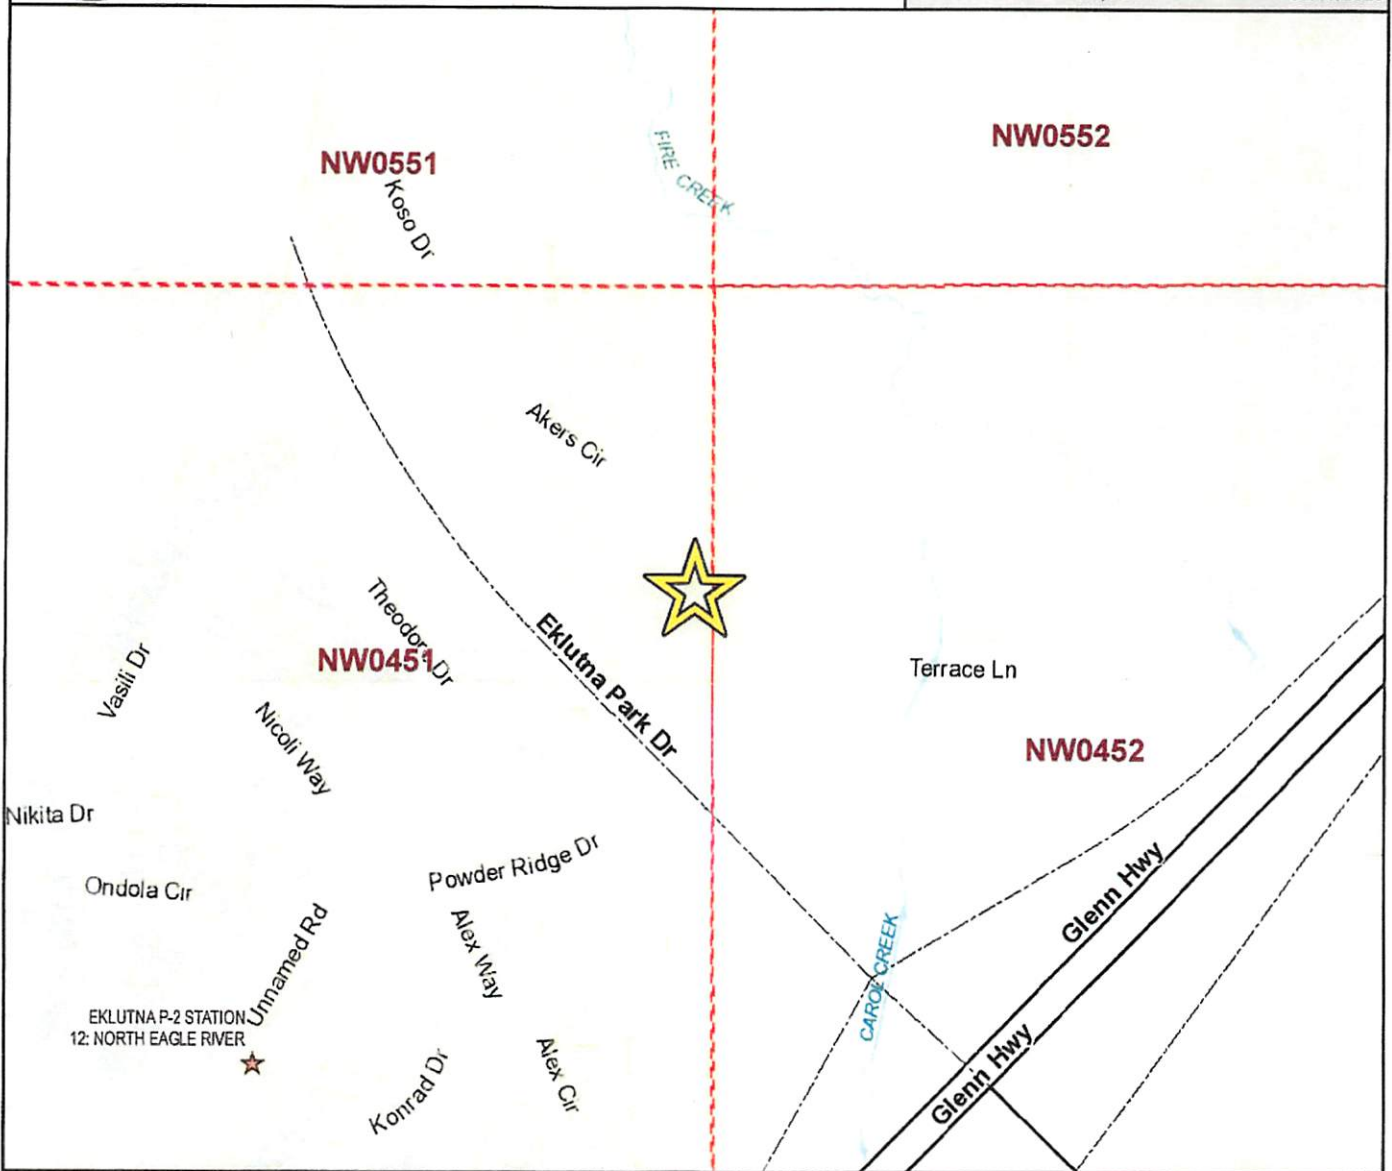 NW0551
NW0552
FIRE CREEK
Koso Dr
Akers Cir
Theodora Dr
NW0451
Eklutna Park Dr
Vasili Dr
Terrace Ln
Nicoli Way
NW0452
Nikita Dr
Powder Ridge Dr
Ondola Cir
Glenn Hwy
Unnamed Rd
Alex Way
CAROL CREEK
EKLUTNA P-2 STATION
12: NORTH EAGLE RIVER
Glenn Hwy
Konrad Dr
Alex Cir